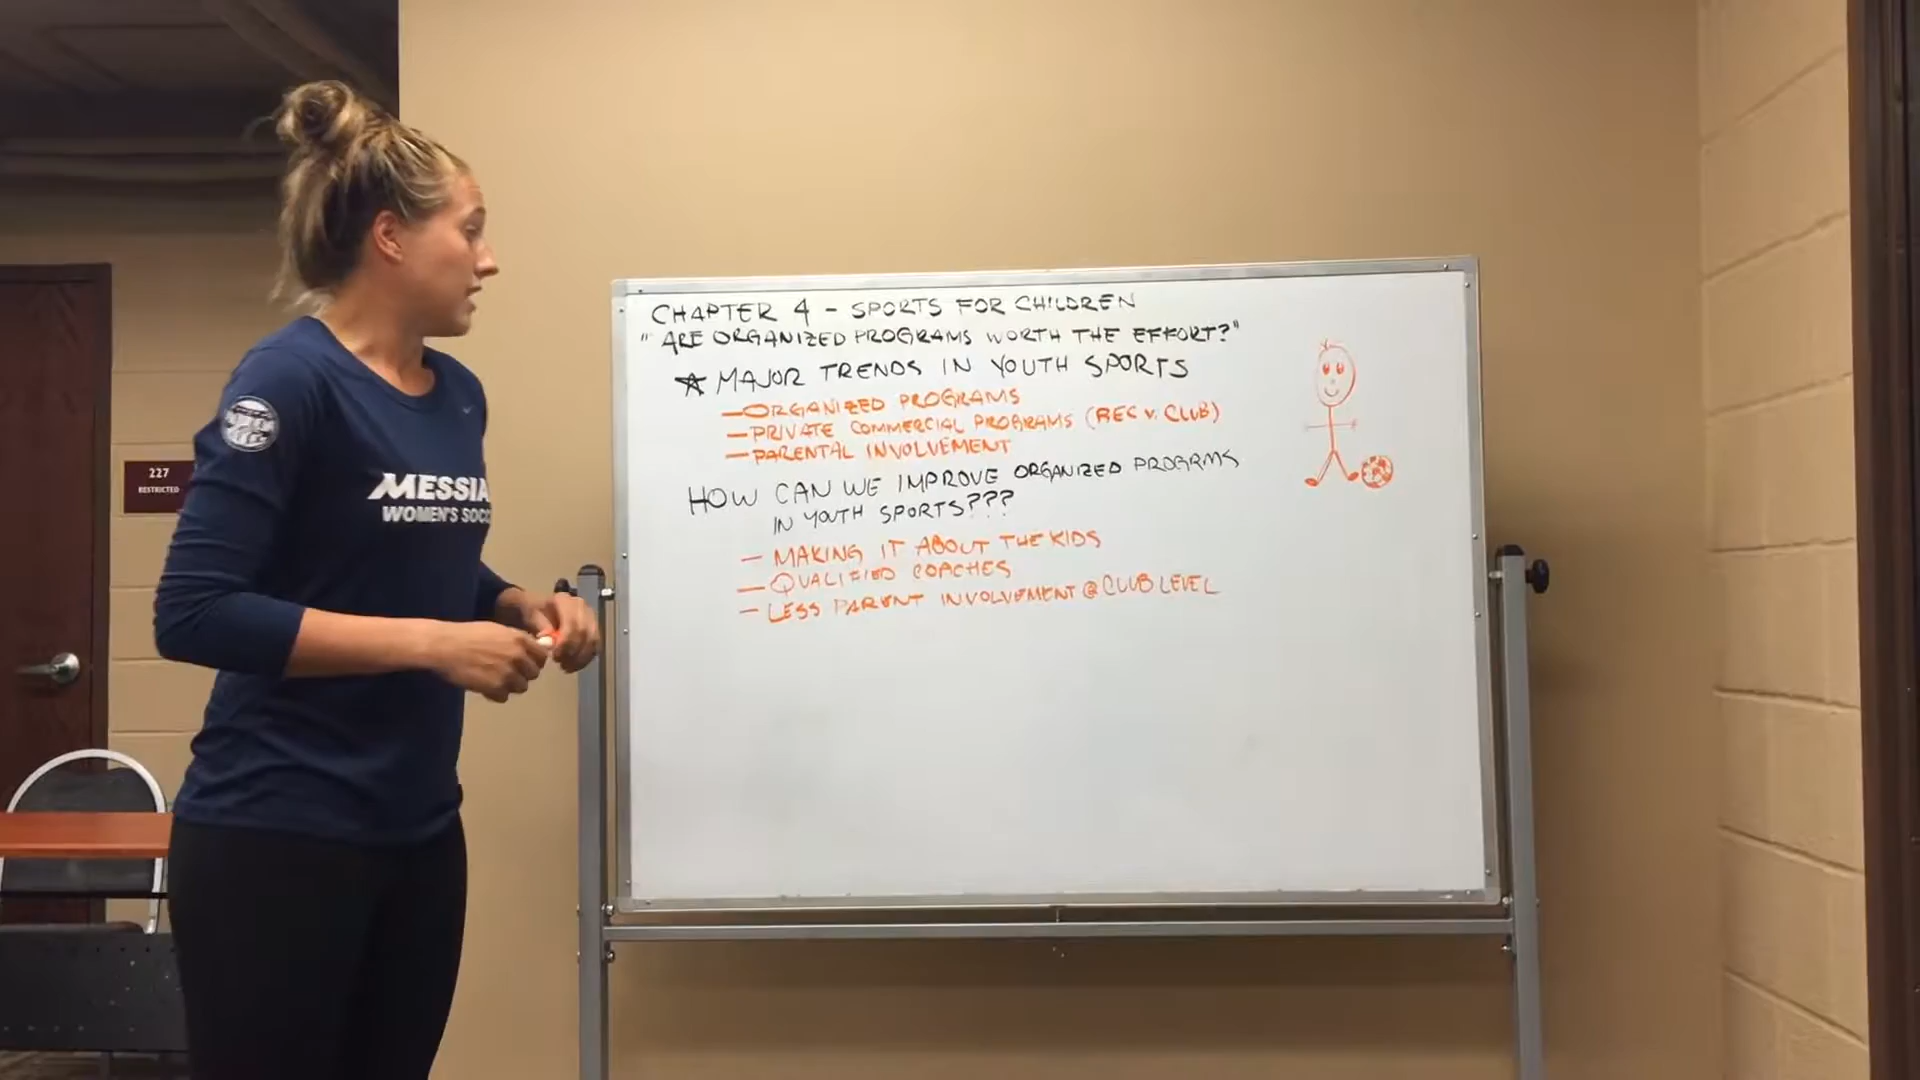 CHAPTER 4 - SPORTS FOR CHILDREN
"ARE ORGANIZED PROGRAMS WORTH THE EFFORT?"
★ MAJOR TRENDS IN YOUTH SPORTS
- ORGANIZED PROGRAMS
- PRIVATE COMMERCIAL PROGRAMS (REC v. CLUB)
- PARENTAL INVOLVEMENT
HOW CAN WE IMPROVE ORGANIZED PROGRMS
IN YOUTH SPORTS???
- MAKING IT ABOUT THE KIDS
- QUALIFIED COACHES
- LESS PARENT INVOLVEMENT @ CLUB LEVEL
MESSIA
WOMEN'S SOCC
227
RESTRICTED